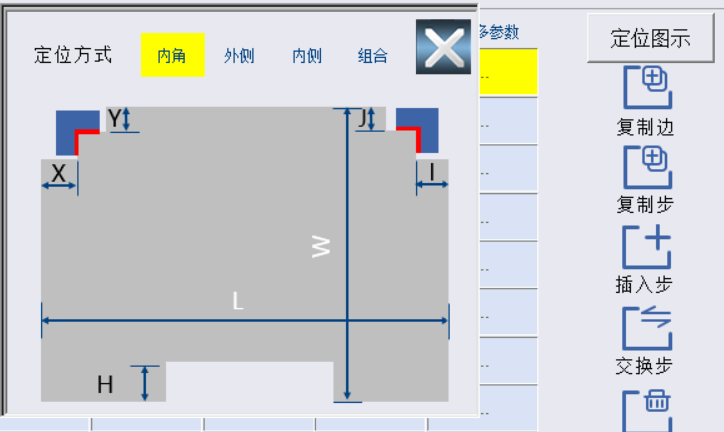 定位方式 内角 外侧 内侧 组合
多参数
定位图示
Y J
X I
W
L
H
复制边
复制步
插入步
交换步